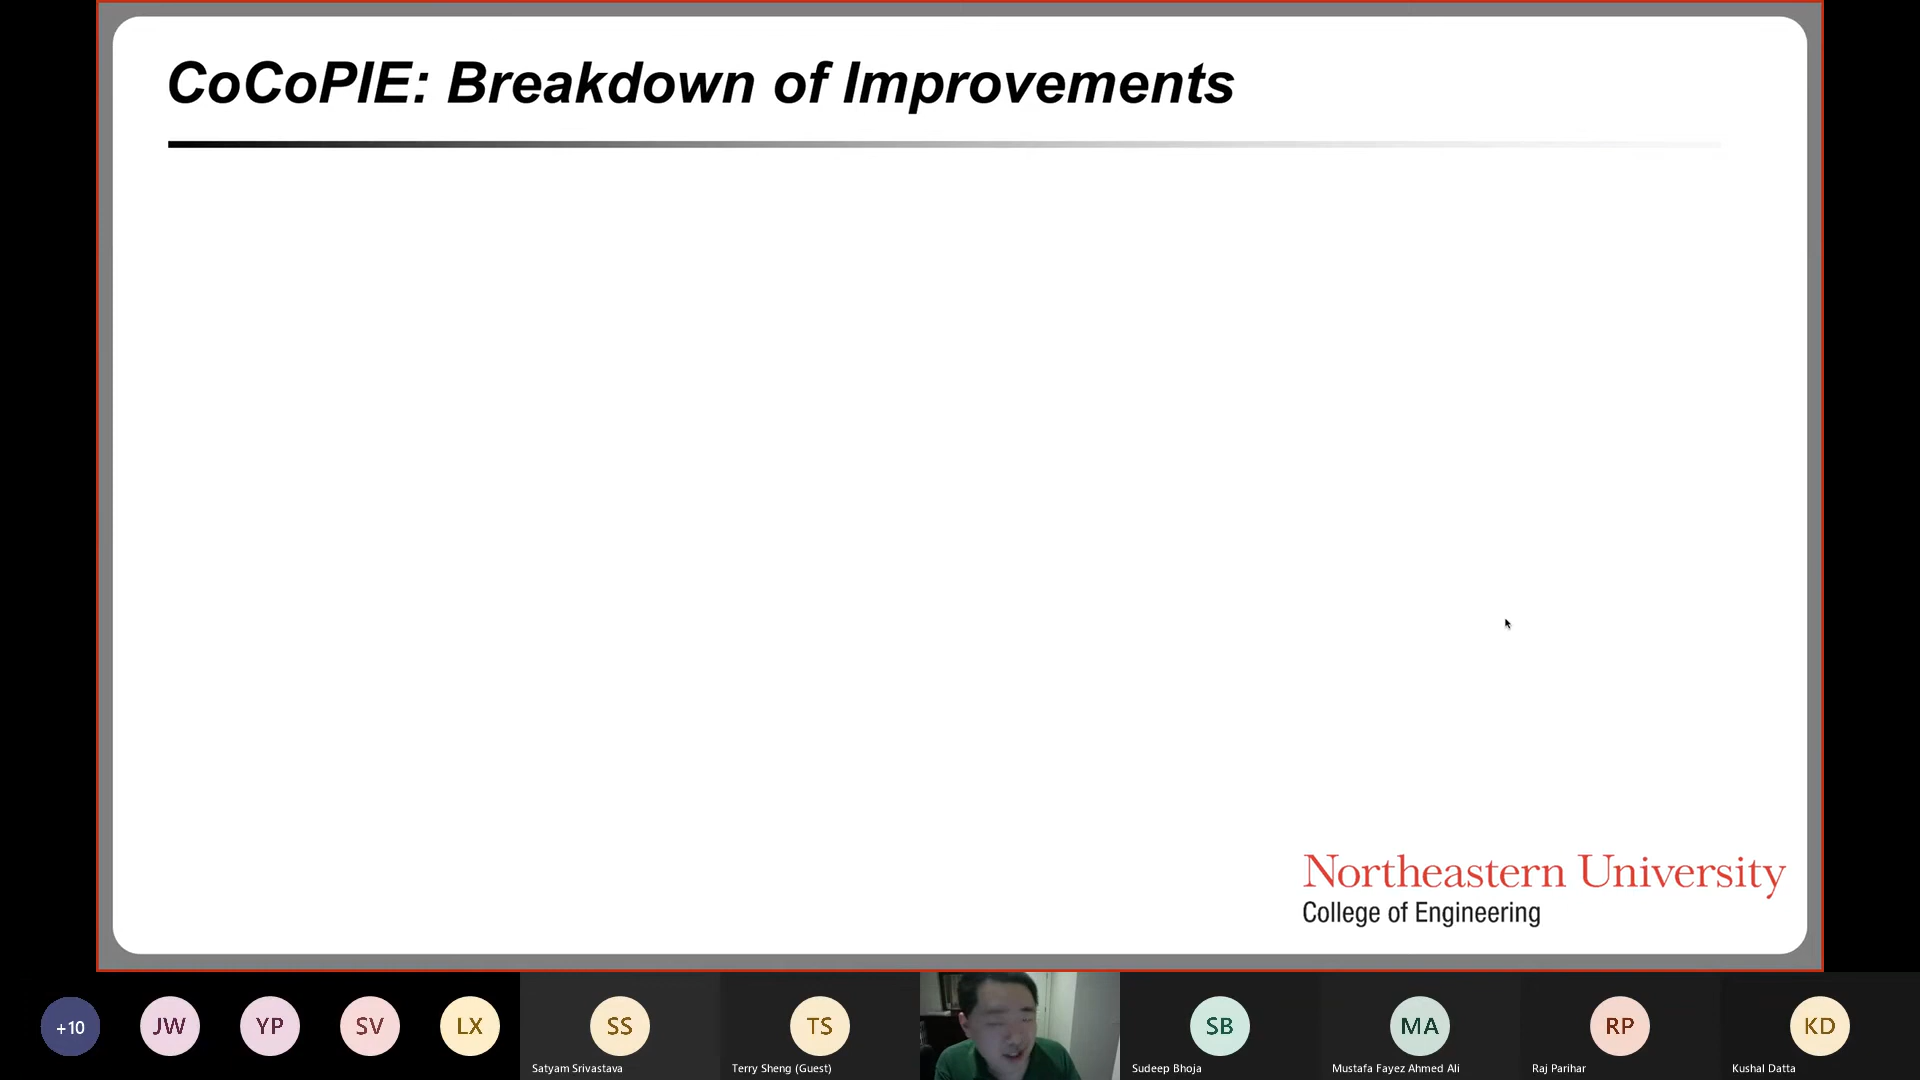 CoCoPIE: Breakdown of Improvements
Northeastern University
College of Engineering
+10
JW
YP
SV
LX
SS
Satyam Srivastava
TS
Terry Sheng (Guest)
SB
Sudeep Bhoja
MA
Mustafa Fayez Ahmed Ali
RP
Raj Parihar
KD
Kushal Datta